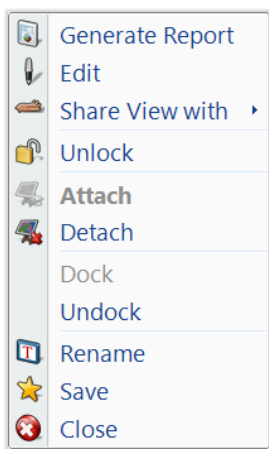 Generate Report
Edit
Share View with
Unlock
Attach
Detach
Dock
Undock
Rename
Save
Close